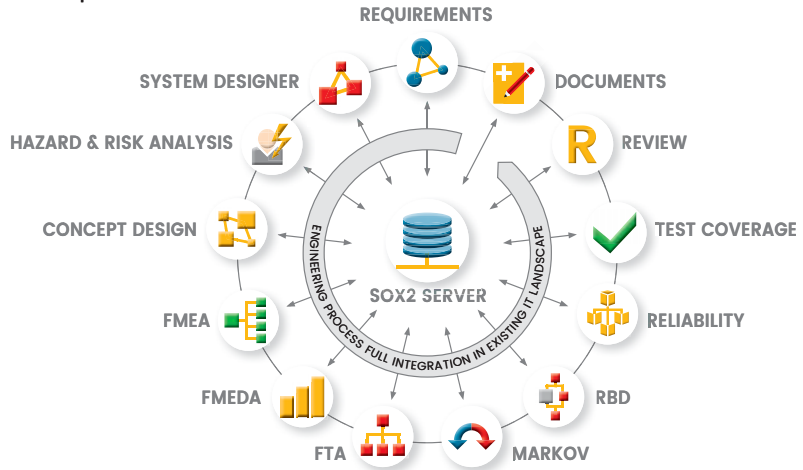 REQUIREMENTS
SYSTEM DESIGNER
DOCUMENTS
HAZARD & RISK ANALYSIS
R
REVIEW
CONCEPT DESIGN
TEST COVERAGE
SOX2 SERVER
ENGINEERING PROCESS FULL INTEGRATION IN EXISTING IT LANDSCAPE
FMEA
RELIABILITY
FMEDA
RBD
FTA
MARKOV